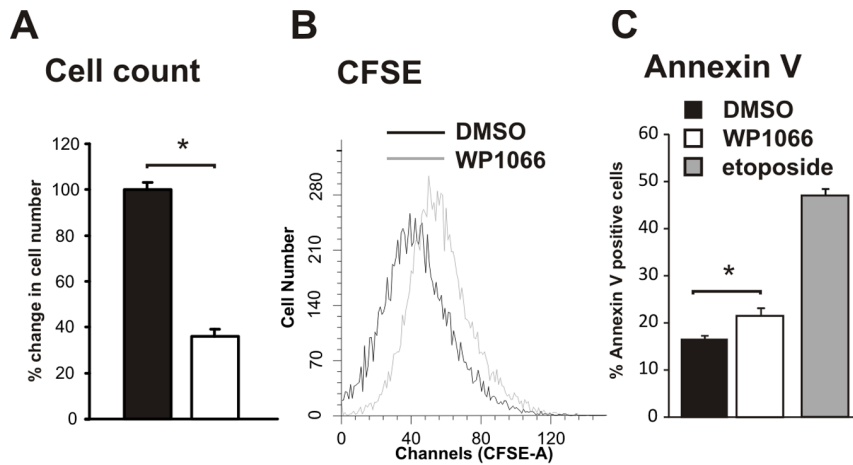 A
Cell count
% change in cell number
120
100
80
60
40
20
0
*
B
CFSE
DMSO
WP1066
Cell Number
280
210
140
70
0
0 40 80 120
Channels (CFSE-A)
C
Annexin V
DMSO
WP1066
etoposide
% Annexin V positive cells
60
50
40
30
20
10
0
*